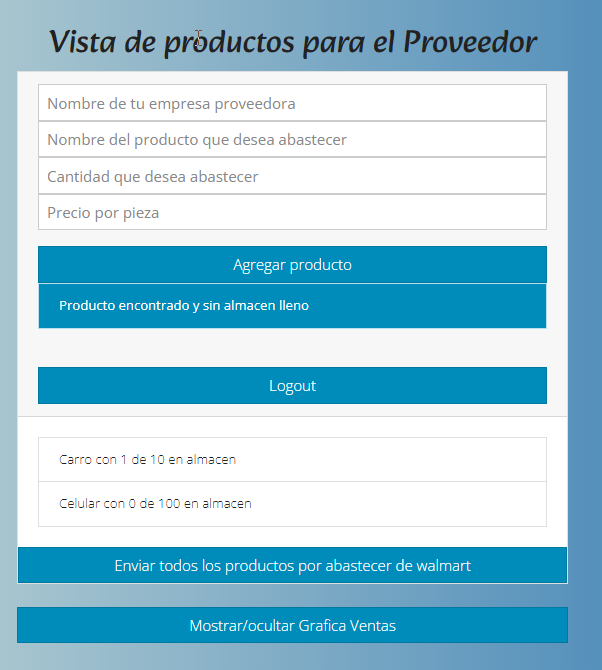 Vista de productos para el Proveedor
Nombre de tu empresa proveedora
Nombre del producto que desea abastecer
Cantidad que desea abastecer
Precio por pieza
Agregar producto
Producto encontrado y sin almacen lleno
Logout
Carro con 1 de 10 en almacen
Celular con 0 de 100 en almacen
Enviar todos los productos por abastecer de walmart
Mostrar/ocultar Grafica Ventas